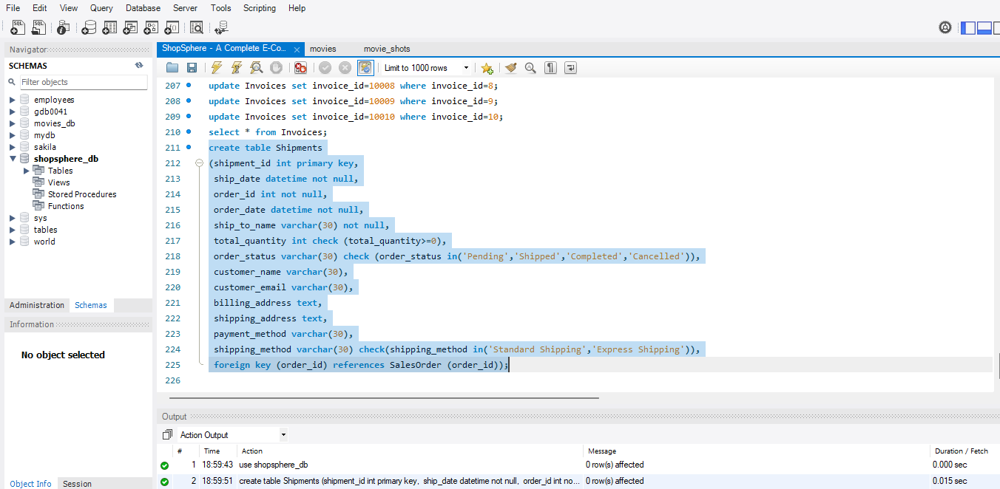 File Edit View Query Database Server Tools Scripting Help
Navigator
SCHEMAS
Filter objects
employees
gdb0041
movies_db
mydb
sakila
shopsphere_db
Tables
Views
Stored Procedures
Functions
sys
tables
world
Administration Schemas
Information
No object selected
Object Info Session
ShopSphere - A Complete E-Co... movies movie_shots
Limit to 1000 rows
207 update Invoices set invoice_id=10008 where invoice_id=8;
208 update Invoices set invoice_id=10009 where invoice_id=9;
209 update Invoices set invoice_id=10010 where invoice_id=10;
210 select * from Invoices;
211 create table Shipments
212 (shipment_id int primary key,
213 ship_date datetime not null,
214 order_id int not null,
215 order_date datetime not null,
216 ship_to_name varchar(30) not null,
217 total_quantity int check (total_quantity>=0),
218 order_status varchar(30) check (order_status in('Pending','Shipped','Completed','Cancelled')),
219 customer_name varchar(30),
220 customer_email varchar(30),
221 billing_address text,
222 shipping_address text,
223 payment_method varchar(30),
224 shipping_method varchar(30) check(shipping_method in('Standard Shipping','Express Shipping')),
225 foreign key (order_id) references SalesOrder (order_id));
226
Output
Action Output
# Time Action Message Duration / Fetch
1 18:59:43 use shopsphere_db 0 row(s) affected 0.000 sec
2 18:59:51 create table Shipments (shipment_id int primary key, ship_date datetime not null, order_id int no... 0 row(s) affected 0.015 sec